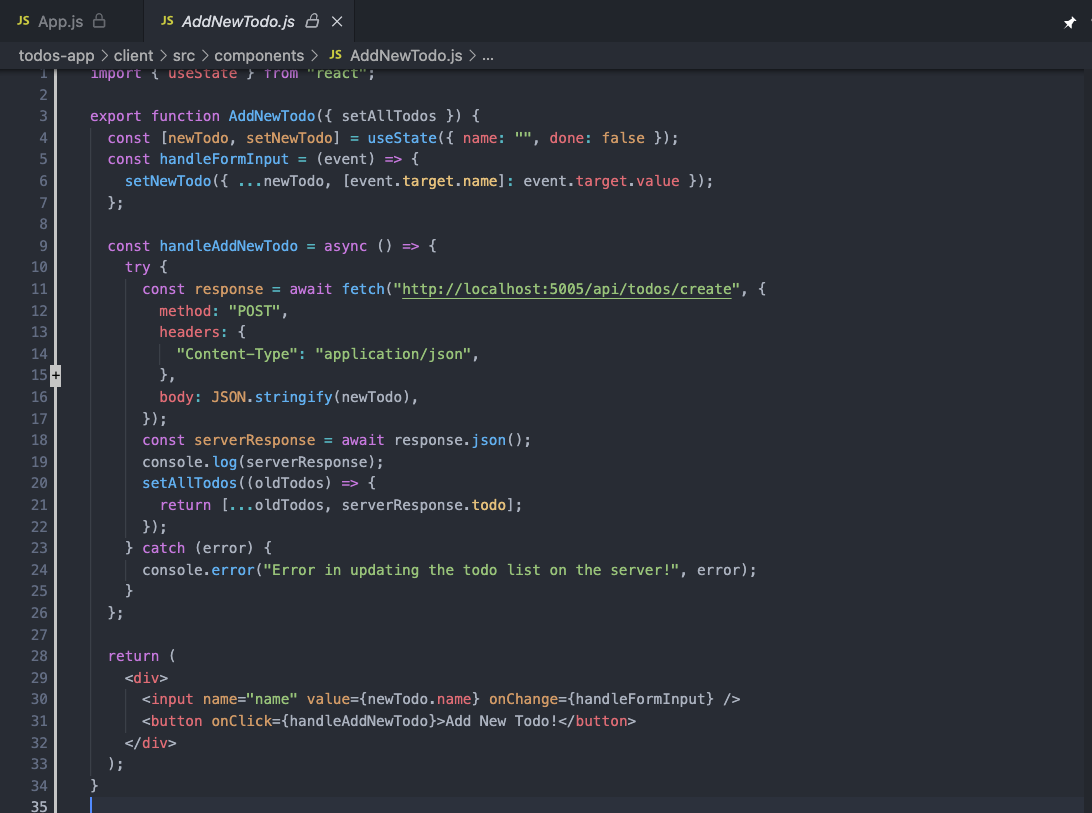 JS App.js
JS AddNewTodo.js
todos-app > client > src > components > JS AddNewTodo.js > ...
1 import { useState } from "react";
2
3 export function AddNewTodo({ setAllTodos }) {
4 const [newTodo, setNewTodo] = useState({ name: "", done: false });
5 const handleFormInput = (event) => {
6 setNewTodo({ ...newTodo, [event.target.name]: event.target.value });
7 };
8
9 const handleAddNewTodo = async () => {
10 try {
11 const response = await fetch("http://localhost:5005/api/todos/create", {
12 method: "POST",
13 headers: {
14 "Content-Type": "application/json",
15 },
16 body: JSON.stringify(newTodo),
17 });
18 const serverResponse = await response.json();
19 console.log(serverResponse);
20 setAllTodos((oldTodos) => {
21 return [...oldTodos, serverResponse.todo];
22 });
23 } catch (error) {
24 console.error("Error in updating the todo list on the server!", error);
25 }
26 };
27
28 return (
29 <div>
30 <input name="name" value={newTodo.name} onChange={handleFormInput} />
31 <button onClick={handleAddNewTodo}>Add New Todo!</button>
32 </div>
33 );
34 }
35